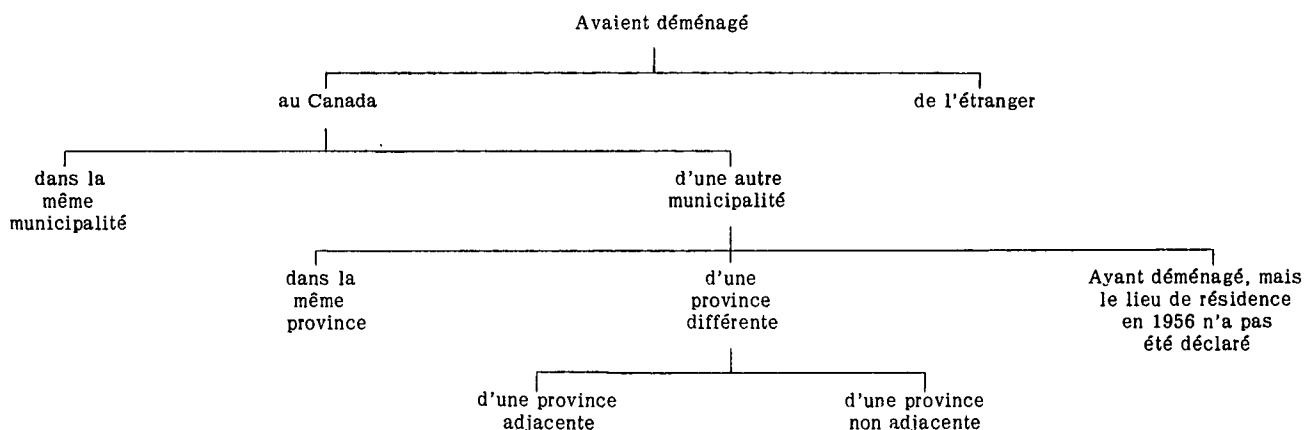 Avaient déménagé
au Canada
de l'étranger
dans la
même
municipalité
d'une autre
municipalité
dans la
même
province
d'une
province
différente
Ayant déménagé, mais
le lieu de résidence
en 1956 n'a pas
été déclaré
d'une province
adjacente
d'une province
non adjacente